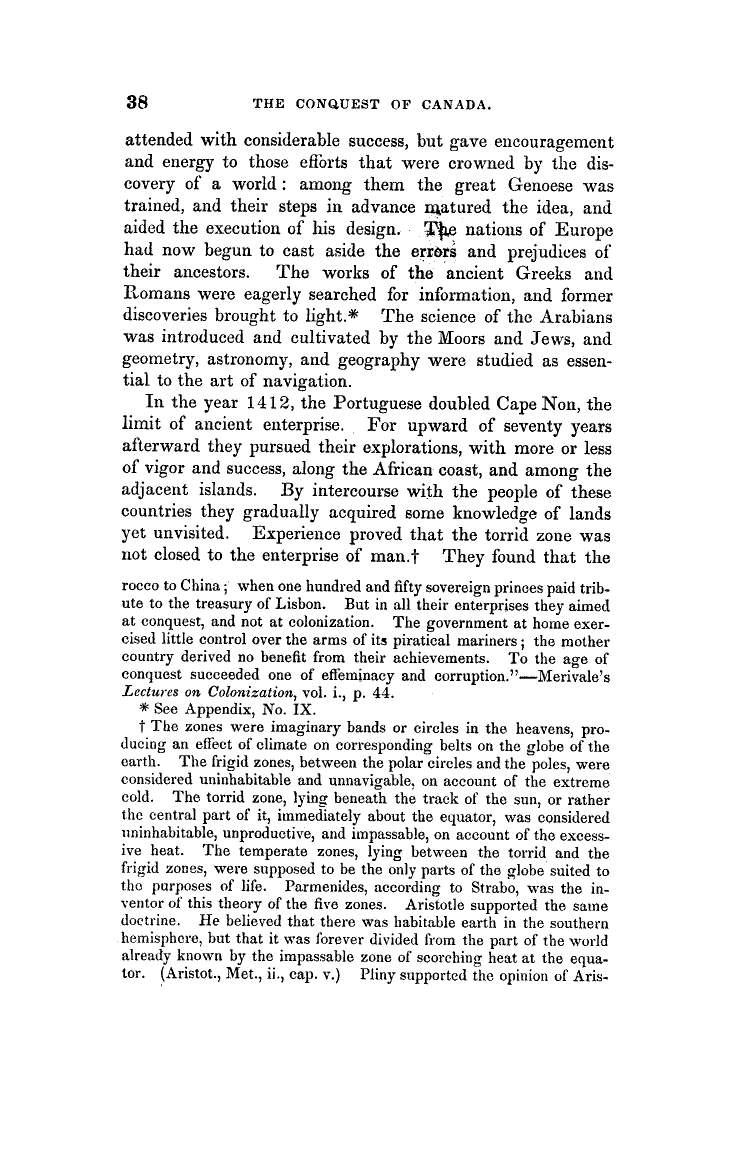 38 THE CONQUEST OF CANADA.
attended with considerable success, but gave encouragement
and energy to those efforts that were crowned by the dis-
covery of a world : among them the great Genoese was
trained, and their steps in advance matured the idea, and
aided the execution of his design. The nations of Europe
had now begun to cast aside the errors and prejudices of
their ancestors. The works of the ancient Greeks and
Romans were eagerly searched for information, and former
discoveries brought to light.* The science of the Arabians
was introduced and cultivated by the Moors and Jews, and
geometry, astronomy, and geography were studied as essen-
tial to the art of navigation.
In the year 1412, the Portuguese doubled Cape Non, the
limit of ancient enterprise. For upward of seventy years
afterward they pursued their explorations, with more or less
of vigor and success, along the African coast, and among the
adjacent islands. By intercourse with the people of these
countries they gradually acquired some knowledge of lands
yet unvisited. Experience proved that the torrid zone was
not closed to the enterprise of man.† They found that the
rocco to China; when one hundred and fifty sovereign princes paid trib-
ute to the treasury of Lisbon. But in all their enterprises they aimed
at conquest, and not at colonization. The government at home exer-
cised little control over the arms of its piratical mariners; the mother
country derived no benefit from their achievements. To the age of
conquest succeeded one of effeminacy and corruption."—Merivale's
Lectures on Colonization, vol. i., p. 44.
* See Appendix, No. IX.
† The zones were imaginary bands or circles in the heavens, pro-
ducing an effect of climate on corresponding belts on the globe of the
earth. The frigid zones, between the polar circles and the poles, were
considered uninhabitable and unnavigable, on account of the extreme
cold. The torrid zone, lying beneath the track of the sun, or rather
the central part of it, immediately about the equator, was considered
uninhabitable, unproductive, and impassable, on account of the excess-
ive heat. The temperate zones, lying between the torrid and the
frigid zones, were supposed to be the only parts of the globe suited to
the purposes of life. Parmenides, according to Strabo, was the in-
ventor of this theory of the five zones. Aristotle supported the same
doctrine. He believed that there was habitable earth in the southern
hemisphere, but that it was forever divided from the part of the world
already known by the impassable zone of scorching heat at the equa-
tor. (Aristot., Met., ii., cap. v.) Pliny supported the opinion of Aris-